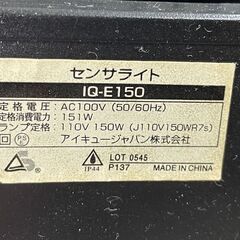 センサライト
IQ-E150
定格電圧：AC100V (50/60Hz)
定格消費電力：151W
ランプ定格：110V 150W (J110V150WR7s)
アイキュージャパン株式会社
PS
IP44
LOT 0545
P137
MADE IN CHINA